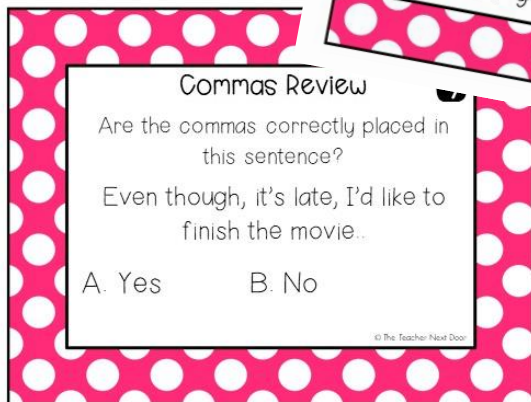 Commas Review
Are the commas correctly placed in
this sentence?
Even though, it's late, I'd like to
finish the movie..
A. Yes B. No
© The Teacher Next Door